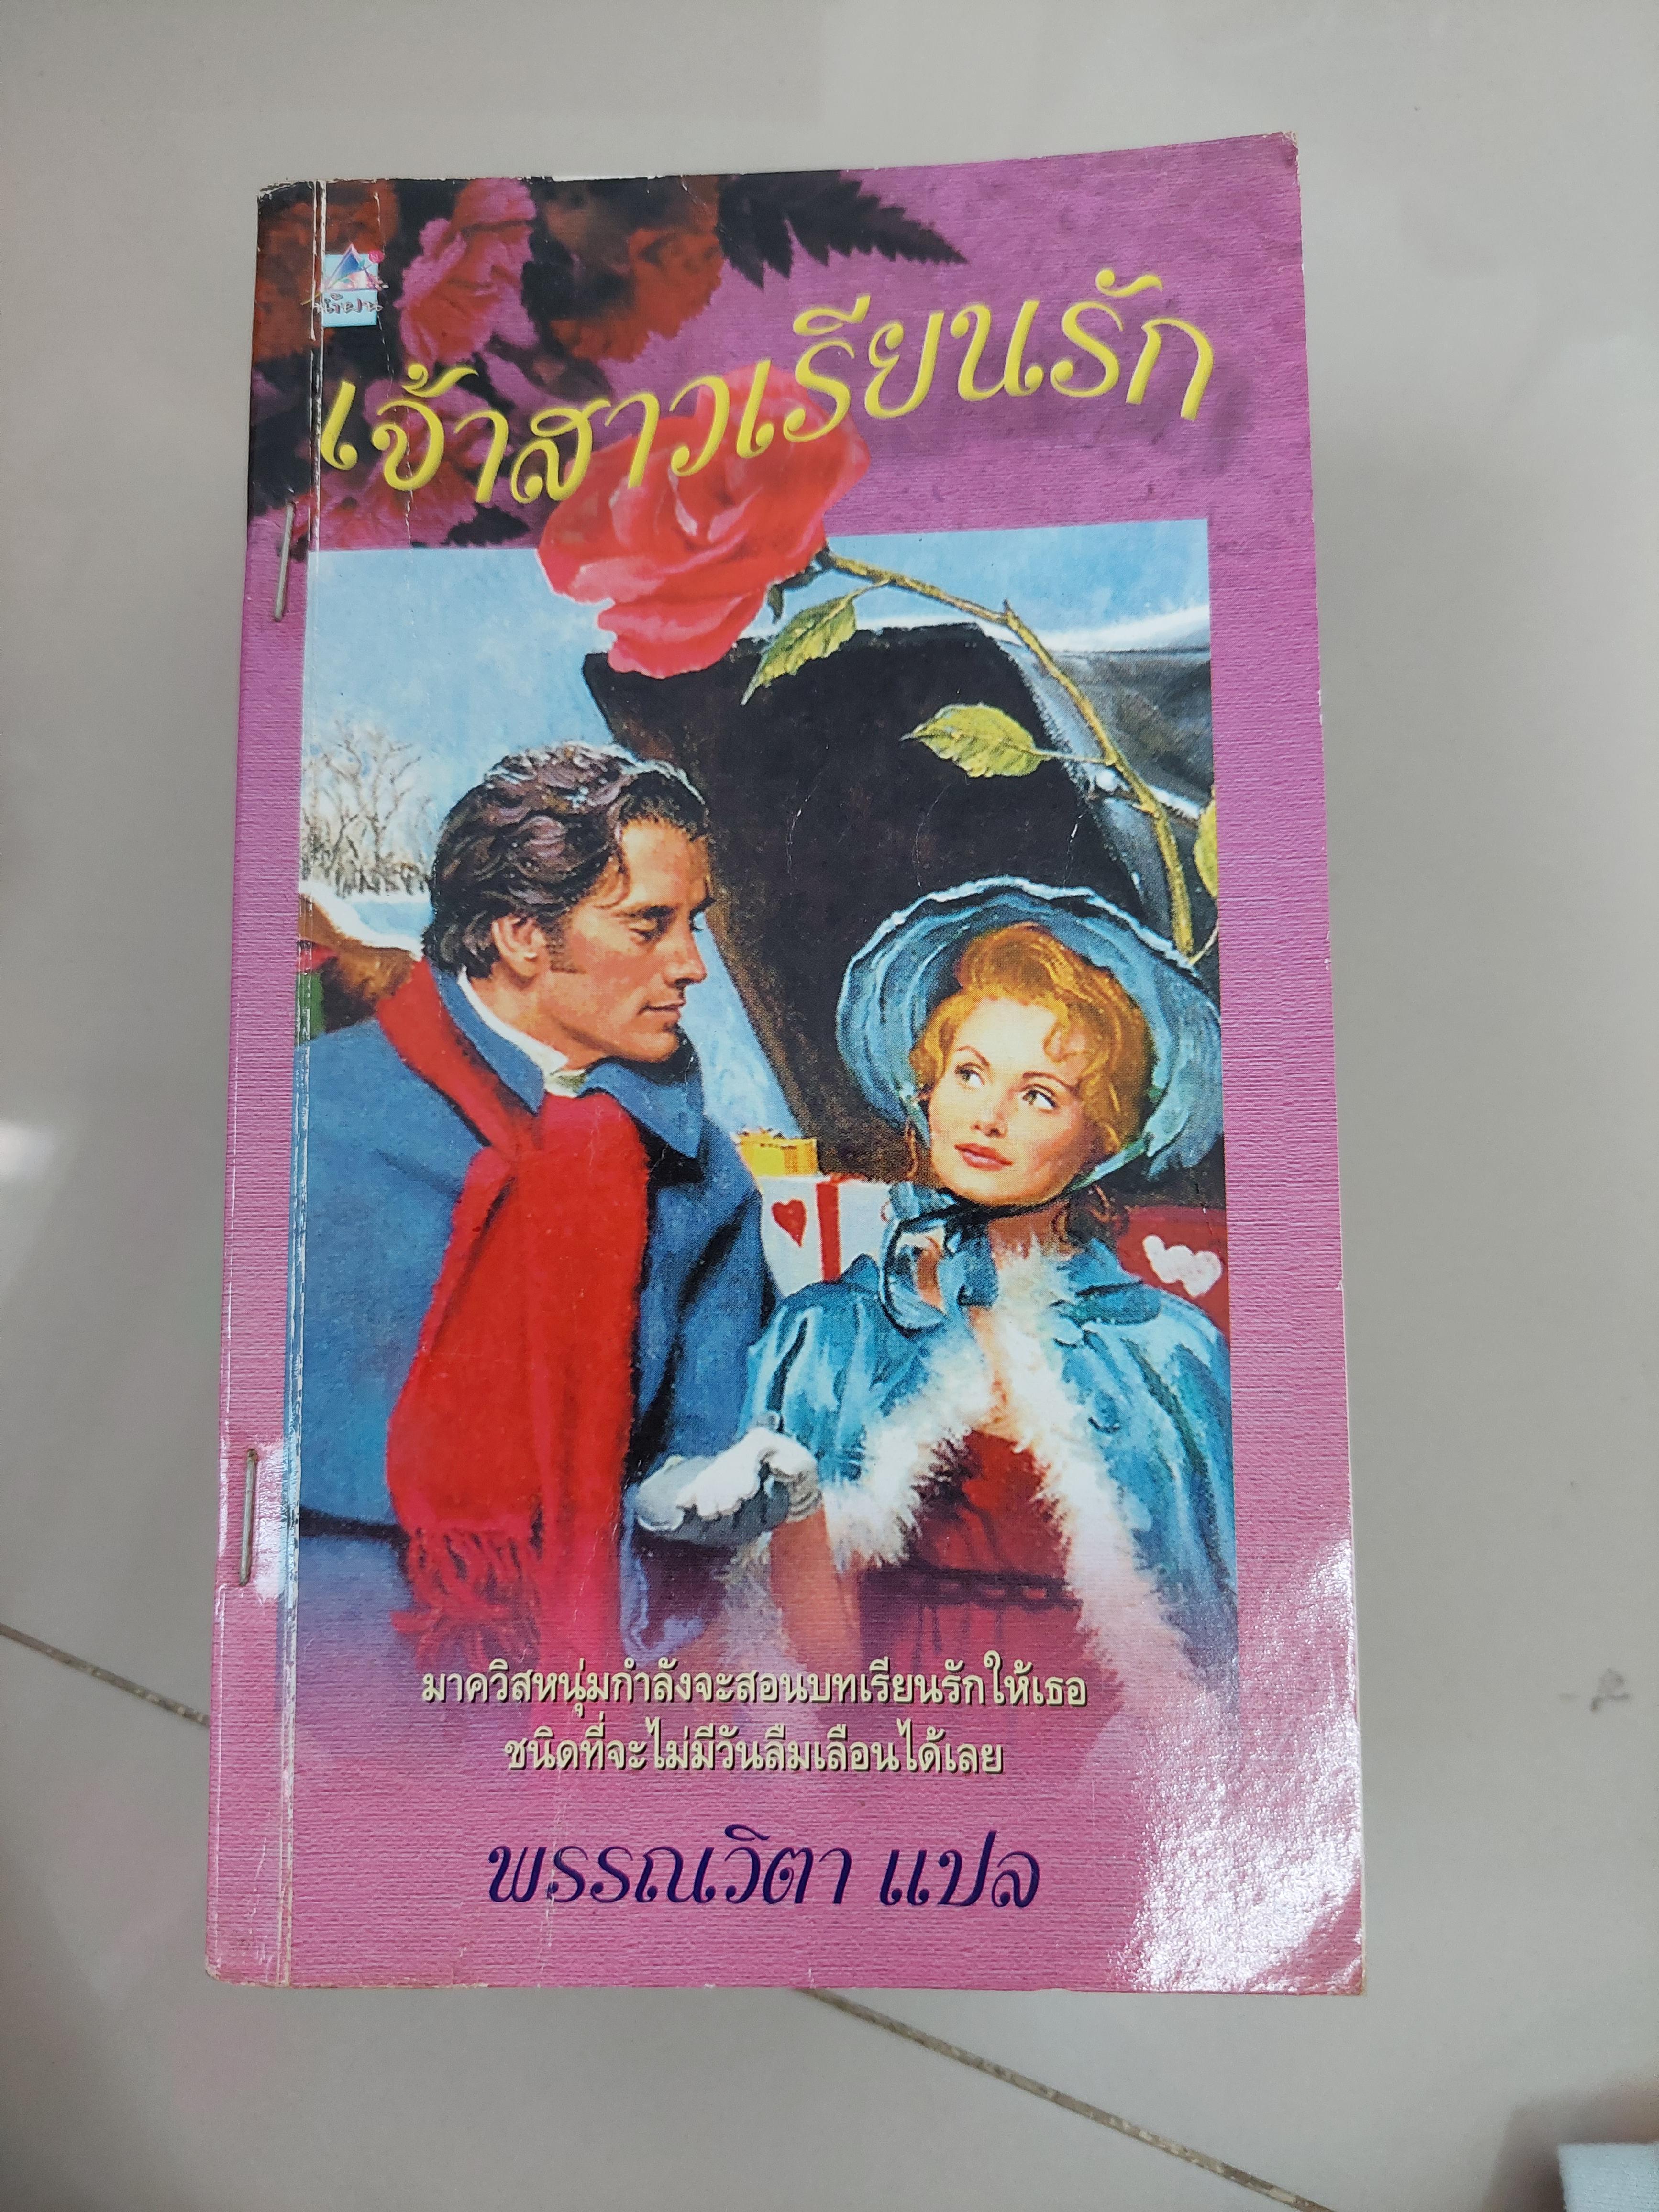 เจ้าสาวเรียนรัก
มาควิสหนุ่มกำลังจะสอนบทเรียนรักให้เธอ
ชนิดที่จะไม่มีวันลืมเลือนได้เลย
พรรณวิตา แปล